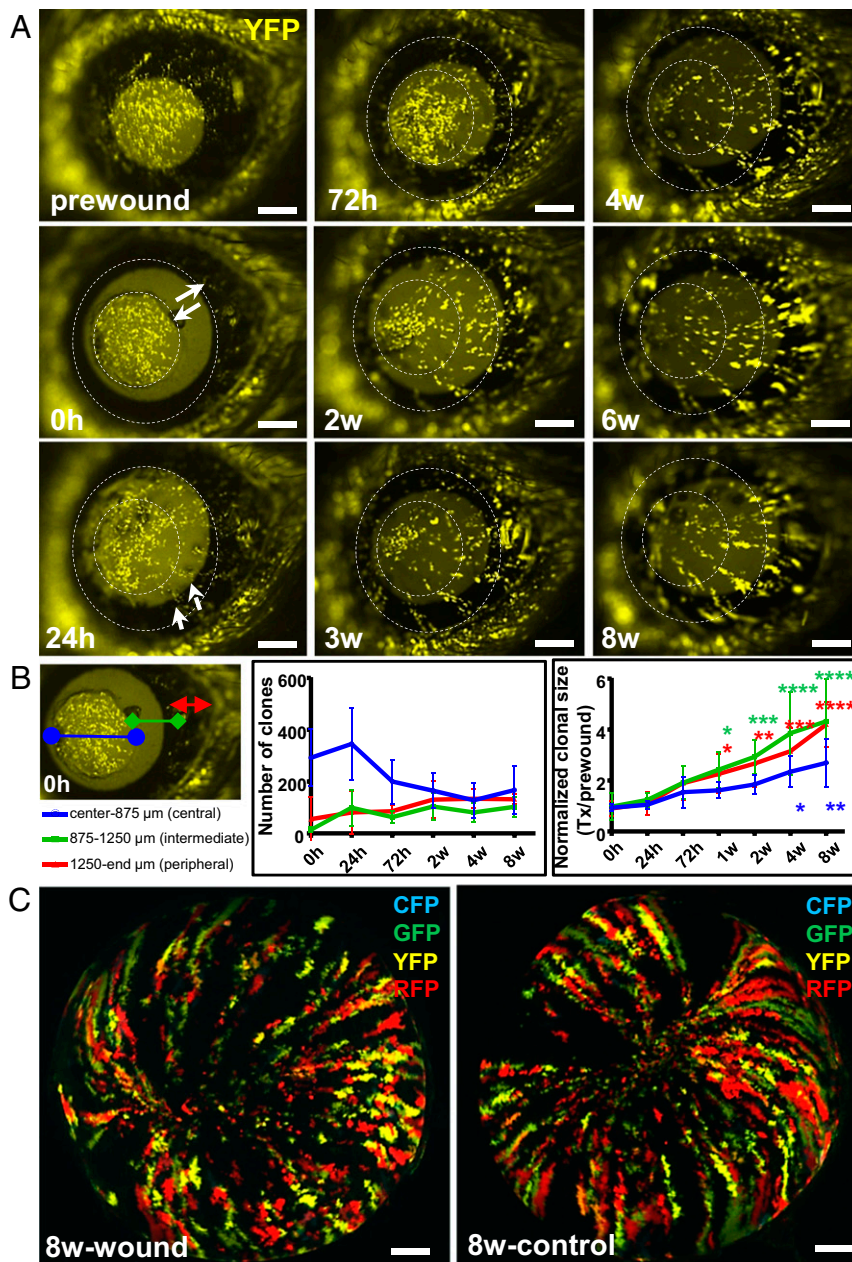 A
YFP
prewound
72h
4w
0h
2w
6w
24h
3w
8w
B
0h
center-875 µm (central)
875-1250 µm (intermediate)
1250-end µm (peripheral)
Number of clones
600
400
200
0
0h 24h 72h 2w 4w 8w
Normalized clonal size
(Tx/prewound)
6
4
2
0
0h 24h 72h 1w 2w 4w 8w
* *** **** ****
* ** *** ****
* **
C
CFP
GFP
YFP
RFP
8w-wound
CFP
GFP
YFP
RFP
8w-control